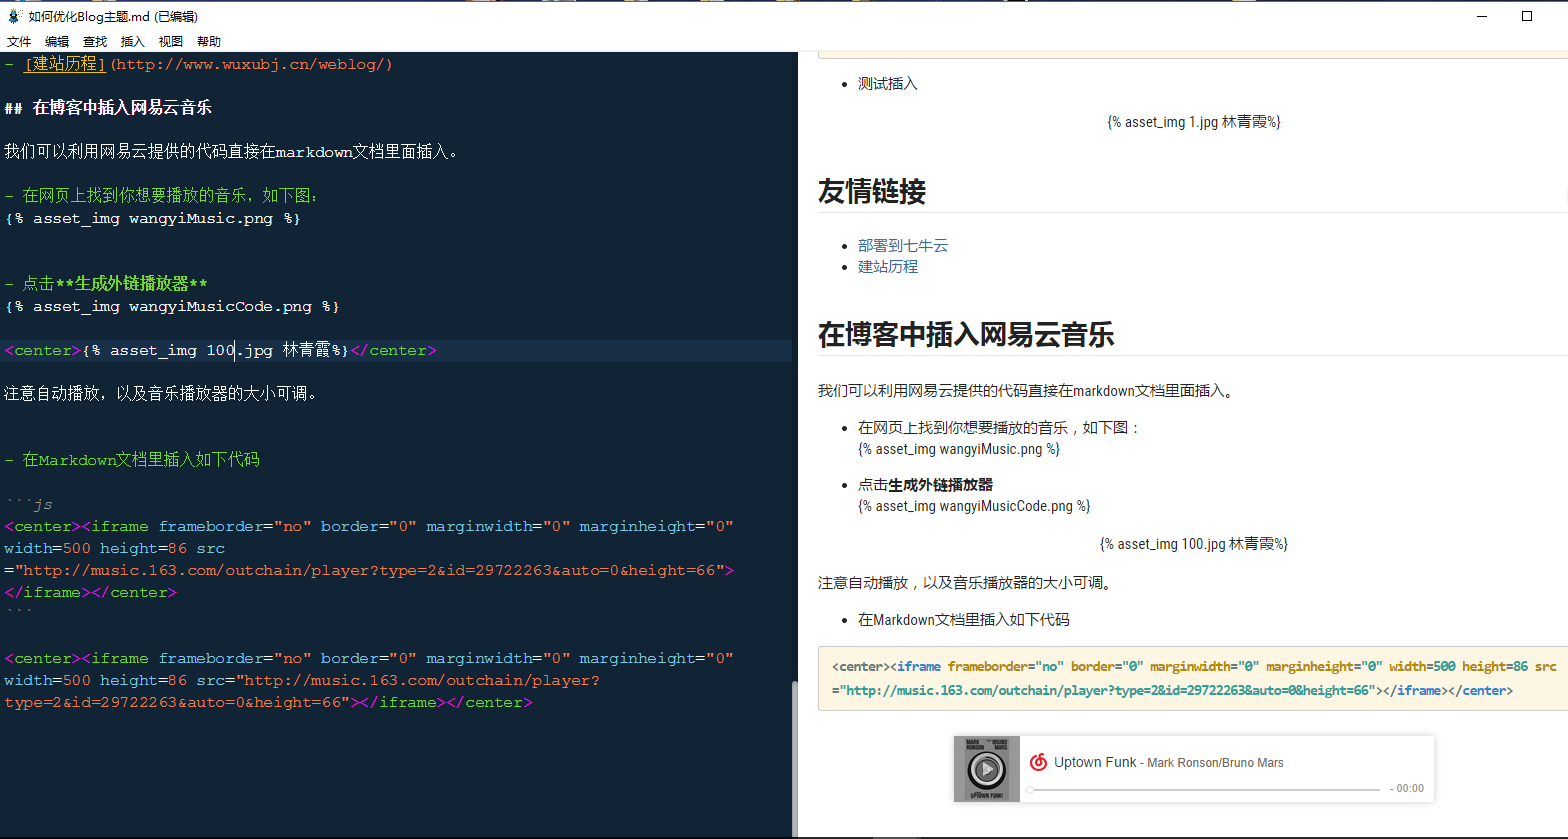 如何优化Blog主题.md (已编辑)
文件 编辑 查找 插入 视图 帮助
- [建站历程](http://www.wuxubj.cn/weblog/)
## 在博客中插入网易云音乐
我们可以利用网易云提供的代码直接在markdown文档里面插入。
- 在网页上找到你想要播放的音乐，如下图：
{% asset_img wangyiMusic.png %}
- 点击**生成外链播放器**
{% asset_img wangyiMusicCode.png %}
<center>{% asset_img 100.jpg 林青霞%}</center>
注意自动播放，以及音乐播放器的大小可调。
- 在Markdown文档里插入如下代码
```js
<center><iframe frameborder="no" border="0" marginwidth="0" marginheight="0"
width=500 height=86 src
="http://music.163.com/outchain/player?type=2&id=29722263&auto=0&height=66">
</iframe></center>
```
<center><iframe frameborder="no" border="0" marginwidth="0" marginheight="0"
width=500 height=86 src="http://music.163.com/outchain/player?
type=2&id=29722263&auto=0&height=66"></iframe></center>
• 测试插入
{% asset_img 1.jpg 林青霞%}
友情链接
• 部署到七牛云
• 建站历程
在博客中插入网易云音乐
我们可以利用网易云提供的代码直接在markdown文档里面插入。
• 在网页上找到你想要播放的音乐，如下图：
{% asset_img wangyiMusic.png %}
• 点击生成外链播放器
{% asset_img wangyiMusicCode.png %}
{% asset_img 100.jpg 林青霞%}
注意自动播放，以及音乐播放器的大小可调。
• 在Markdown文档里插入如下代码
<center><iframe frameborder="no" border="0" marginwidth="0" marginheight="0" width=500 height=86 src
="http://music.163.com/outchain/player?type=2&id=29722263&auto=0&height=66"></iframe></center>
MARK RONSON BRUNO MARS
UPTOWN FUNK!
Uptown Funk - Mark Ronson/Bruno Mars
- 00:00